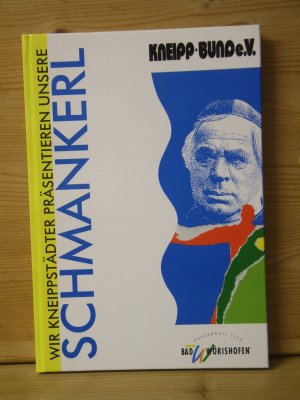 WIR KNEIPPSTÄDTER PRÄSENTIEREN UNSERE
SCHMANKERL
KNEIPP-BUND e.V.
BAD WÖRISHOFEN